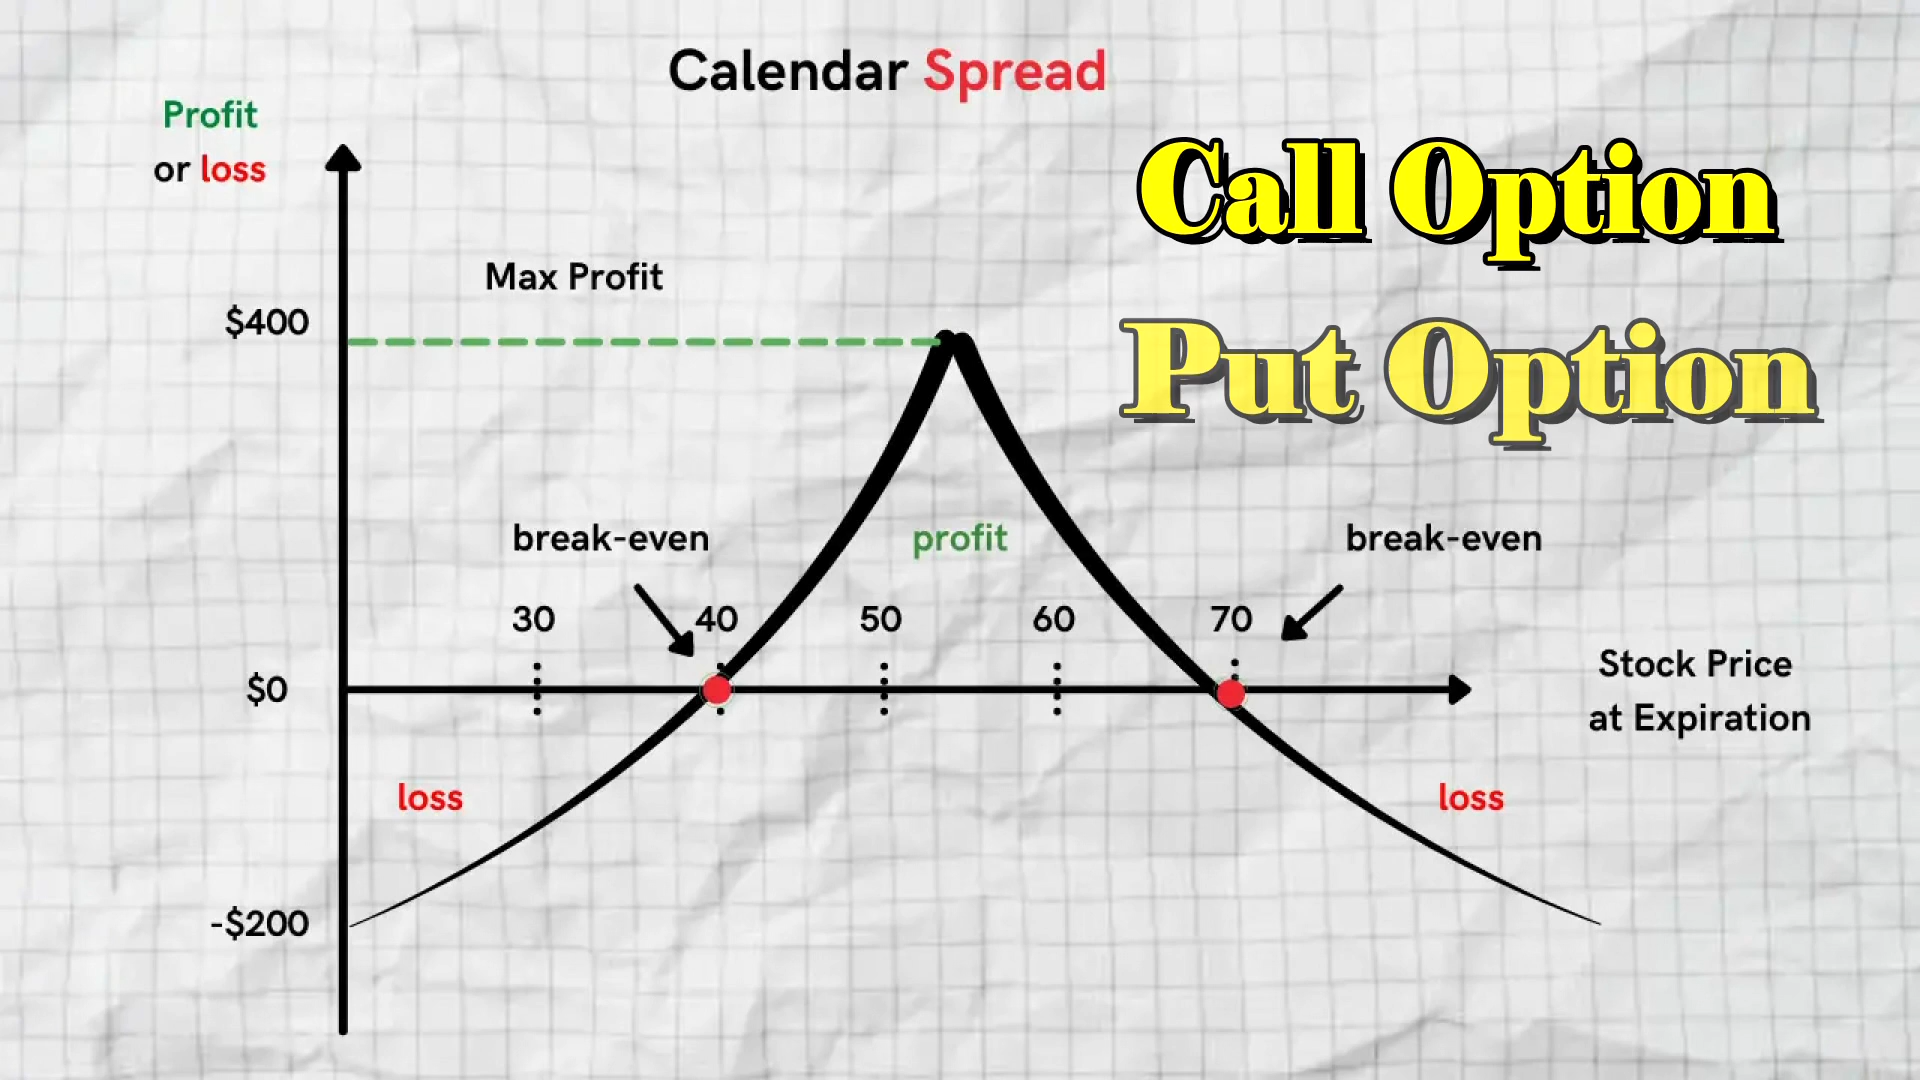 Calendar Spread
Profit
or loss
Call Option
Max Profit
$400
Put Option
break-even
profit
break-even
30
40
50
60
70
$0
Stock Price
at Expiration
loss
loss
-$200